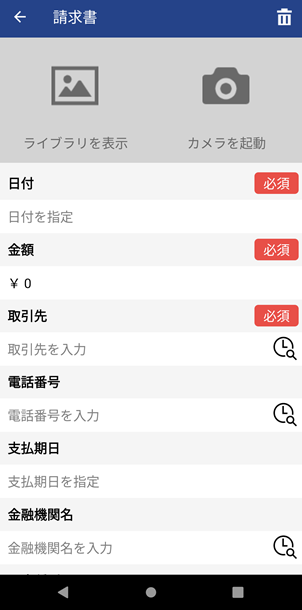 請求書
ライブラリを表示
カメラを起動
日付
必須
日付を指定
金額
必須
¥ 0
取引先
必須
取引先を入力
電話番号
電話番号を入力
支払期日
支払期日を指定
金融機関名
金融機関名を入力